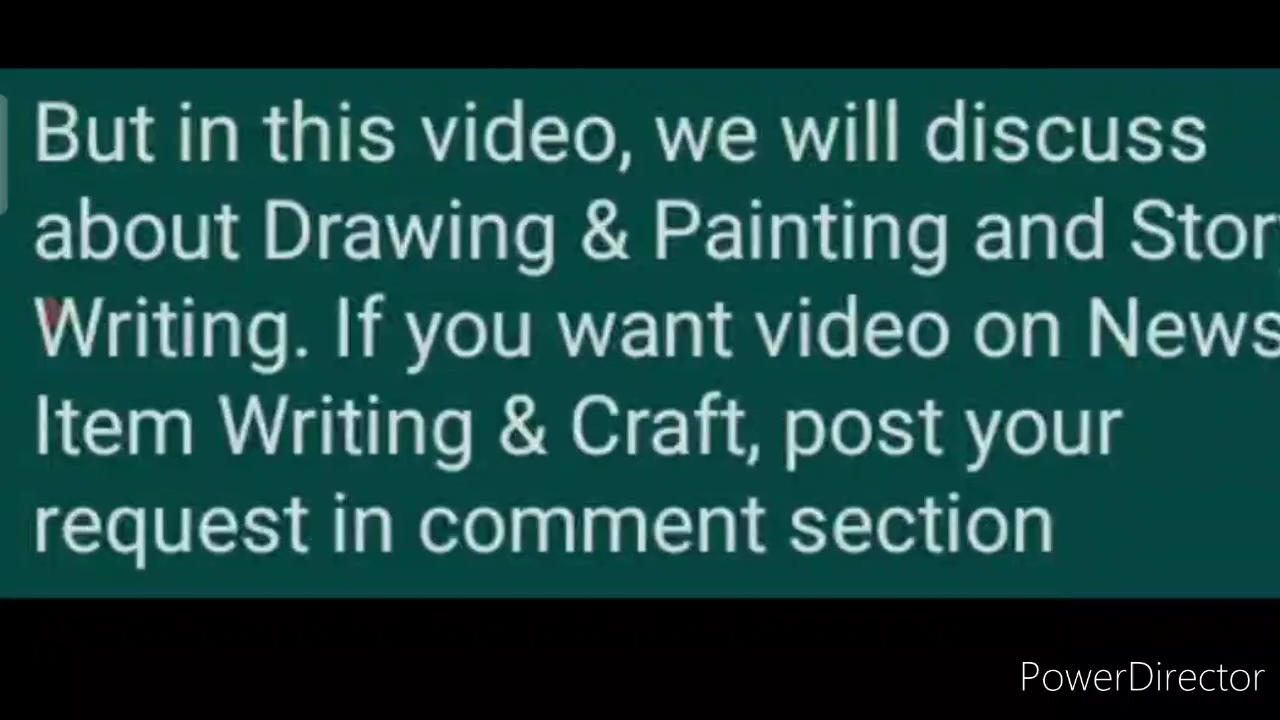 But in this video, we will discuss
about Drawing & Painting and Stor
Writing. If you want video on News
Item Writing & Craft, post your
request in comment section
PowerDirector